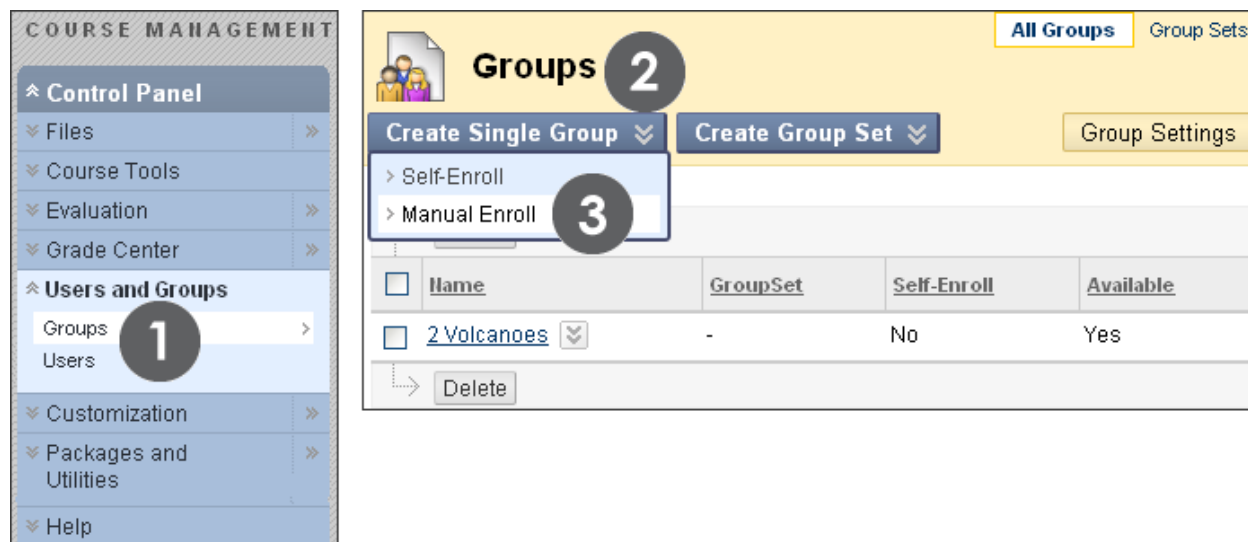 COURSE MANAGEMENT
Control Panel
Files
Course Tools
Evaluation
Grade Center
Users and Groups
Groups
1
Users
Customization
Packages and
Utilities
Help
All Groups Group Sets
Groups 2
Create Single Group Create Group Set Group Settings
> Self-Enroll
> Manual Enroll 3
Name GroupSet Self-Enroll Available
2 Volcanoes - No Yes
Delete